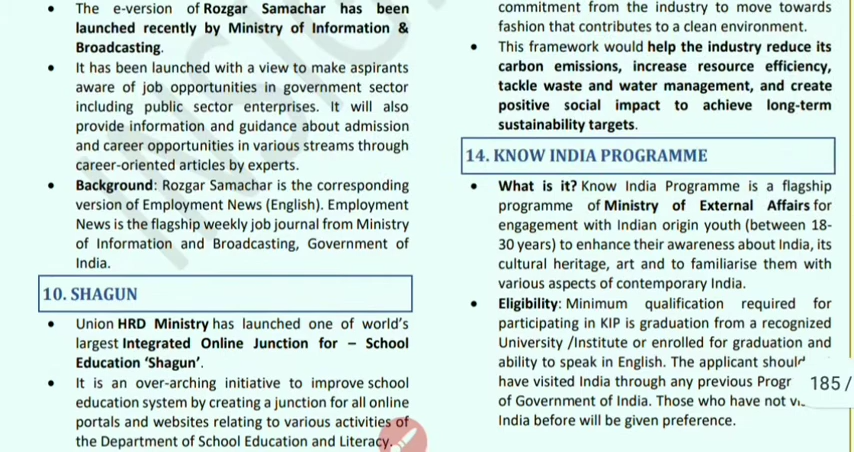 • The e-version of Rozgar Samachar has been
launched recently by Ministry of Information &
Broadcasting.
• It has been launched with a view to make aspirants
aware of job opportunities in government sector
including public sector enterprises. It will also
provide information and guidance about admission
and career opportunities in various streams through
career-oriented articles by experts.
• Background: Rozgar Samachar is the corresponding
version of Employment News (English). Employment
News is the flagship weekly job journal from Ministry
of Information and Broadcasting, Government of
India.
10. SHAGUN
• Union HRD Ministry has launched one of world's
largest Integrated Online Junction for – School
Education 'Shagun'.
• It is an over-arching initiative to improve school
education system by creating a junction for all online
portals and websites relating to various activities of
the Department of School Education and Literacy.
commitment from the industry to move towards
fashion that contributes to a clean environment.
• This framework would help the industry reduce its
carbon emissions, increase resource efficiency,
tackle waste and water management, and create
positive social impact to achieve long-term
sustainability targets.
14. KNOW INDIA PROGRAMME
• What is it? Know India Programme is a flagship
programme of Ministry of External Affairs for
engagement with Indian origin youth (between 18-
30 years) to enhance their awareness about India, its
cultural heritage, art and to familiarise them with
various aspects of contemporary India.
• Eligibility: Minimum qualification required for
participating in KIP is graduation from a recognized
University /Institute or enrolled for graduation and
ability to speak in English. The applicant should
have visited India through any previous Progr
of Government of India. Those who have not
India before will be given preference.
185 /